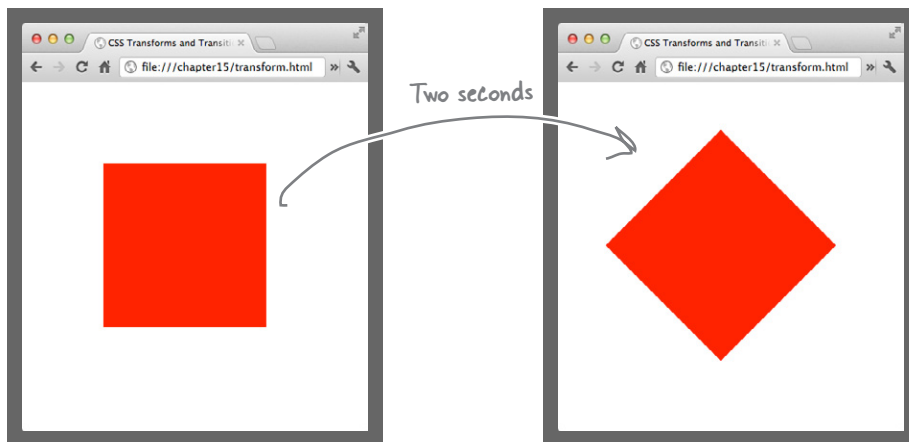 CSS Transforms and Transiti
file:///chapter15/transform.html
Two seconds
CSS Transforms and Transiti
file:///chapter15/transform.html